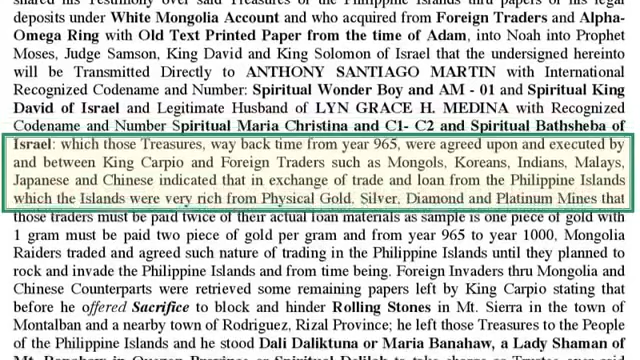 shared his Testimony over said Treasures of the Philippine Islands thru papers of his legal
deposits under White Mongolia Account and who acquired from Foreign Traders and Alpha-
Omega Ring with Old Text Printed Paper from the time of Adam, into Noah into Prophet
Moses, Judge Samson, King David and King Solomon of Israel that the undersigned hereinto
will be Transmitted Directly to ANTHONY SANTIAGO MARTIN with International
Recognized Codename and Number: Spiritual Wonder Boy and AM - 01 and Spiritual King
David of Israel and Legitimate Husband of LYN GRACE H. MEDINA with Recognized
Codename and Number Spiritual Maria Christina and C1- C2 and Spiritual Bathsheba of
Israel: which those Treasures, way back time from year 965, were agreed upon and executed by
and between King Carpio and Foreign Traders such as Mongols, Koreans, Indians, Malays,
Japanese and Chinese indicated that in exchange of trade and loan from the Philippine Islands
which the Islands were very rich from Physical Gold, Silver, Diamond and Platinum Mines that
those traders must be paid twice of their actual loan materials as sample is one piece of gold with
1 gram must be paid two piece of gold per gram and from year 965 to year 1000, Mongolia
Raiders traded and agreed such nature of trading in the Philippine Islands until they planned to
rock and invade the Philippine Islands and from time being. Foreign Invaders thru Mongolia and
Chinese Counterparts were retrieved some remaining papers left by King Carpio stating that
before he offered Sacrifice to block and hinder Rolling Stones in Mt. Sierra in the town of
Montalban and a nearby town of Rodriguez, Rizal Province; he left those Treasures to the People
of the Philippine Islands and he stood Dali Daliktuna or Maria Banahaw, a Lady Shaman of